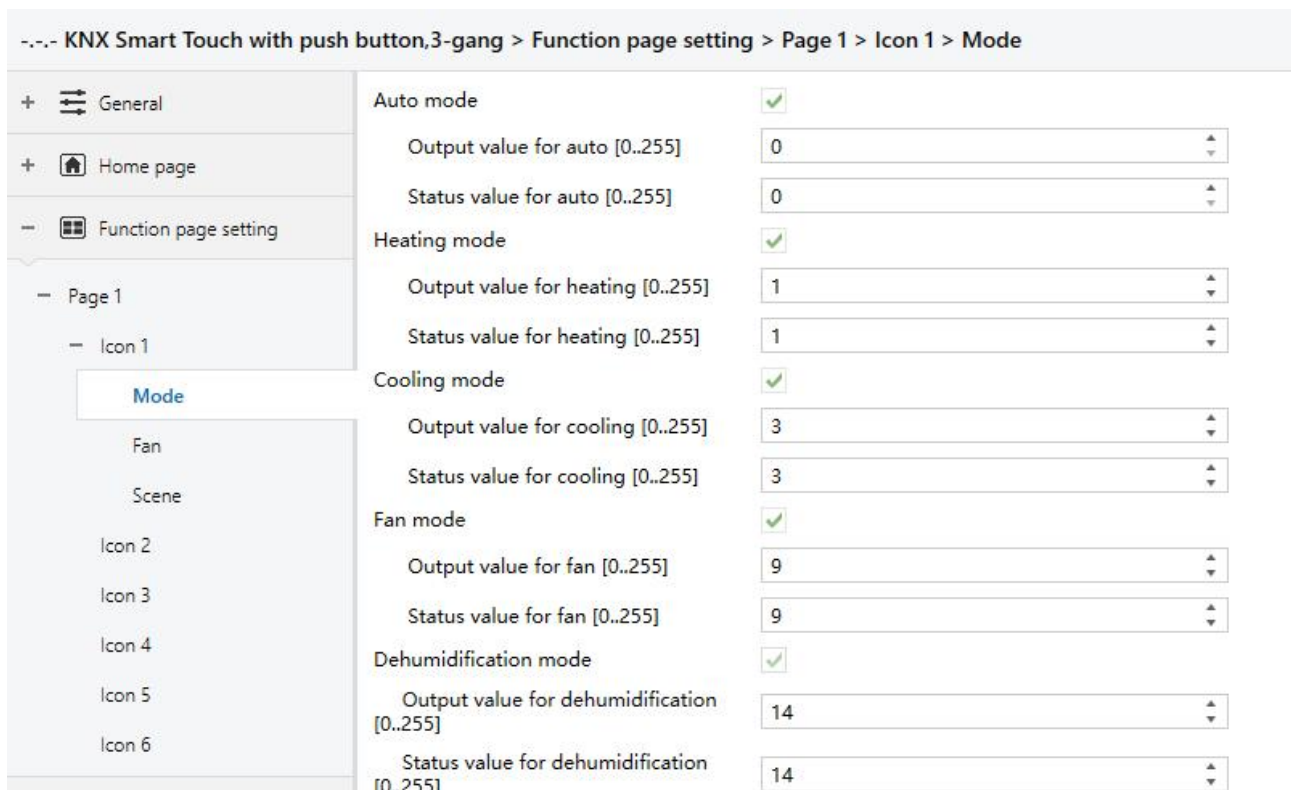 -.-.- KNX Smart Touch with push button,3-gang > Function page setting > Page 1 > Icon 1 > Mode
+ General
+ Home page
− Function page setting
− Page 1
− Icon 1
Mode
Fan
Scene
Icon 2
Icon 3
Icon 4
Icon 5
Icon 6
Auto mode
Output value for auto [0..255] 0
Status value for auto [0..255] 0
Heating mode
Output value for heating [0..255] 1
Status value for heating [0..255] 1
Cooling mode
Output value for cooling [0..255] 3
Status value for cooling [0..255] 3
Fan mode
Output value for fan [0..255] 9
Status value for fan [0..255] 9
Dehumidification mode
Output value for dehumidification
[0..255] 14
Status value for dehumidification
[0..255] 14